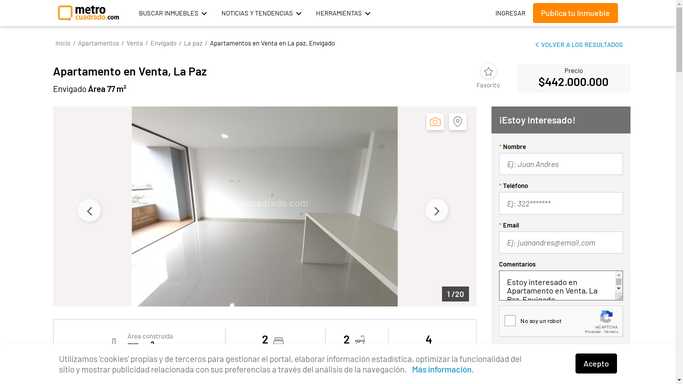 metro
cuadrado.com
BUSCAR INMUEBLES
NOTICIAS Y TENDENCIAS
HERRAMIENTAS
INGRESAR
Publica tu Inmueble
Inicio / Apartamentos / Venta / Envigado / La paz / Apartamentos en Venta en La paz, Envigado
VOLVER A LOS RESULTADOS
Apartamento en Venta, La Paz
Envigado Área 77 m²
Favorito
Precio
$442.000.000
¡Estoy Interesado!
* Nombre
Ej: Juan Andres
* Teléfono
Ej: 322*******
* Email
Ej: juanandres@email.com
Comentarios
Estoy interesado en
Apartamento en Venta, La
Paz, Envigado
No soy un robot
reCAPTCHA
Privacidad - Términos
1 / 20
Área construida
2
2
4
Utilizamos 'cookies' propias y de terceros para gestionar el portal, elaborar información estadística, optimizar la funcionalidad del
sitio y mostrar publicidad relacionada con sus preferencias a través del análisis de la navegación. Más información.
Acepto